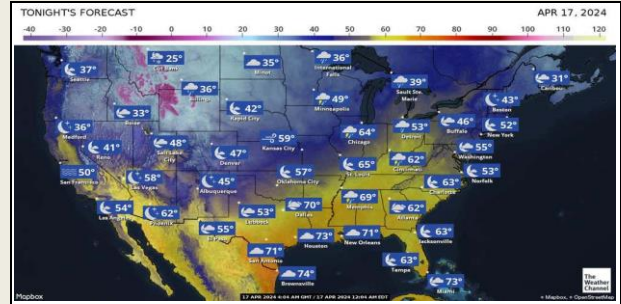 TONIGHT'S FORECAST
APR 17, 2024
-40 -30 -20 -10 0 10 20 30 40 50 60 70 80 90 100 110 120
25°
35°
Minot
36°
International Falls
37°
Seattle
36°
39°
Sault Ste. Marie
31°
Caribou
33°
Boise
42°
Rapid City
49°
Minneapolis
43°
Boston
36°
Medford
46°
Buffalo
52°
New York
41°
Reno
48°
Salt Lake City
47°
Denver
59°
Kansas City
64°
Chicago
53°
Detroit
55°
Washington
50°
San Francisco
58°
Las Vegas
45°
Albuquerque
57°
Oklahoma City
65°
St. Louis
62°
Cincinnati
53°
Norfolk
63°
Charlotte
54°
Los Angeles
62°
Phoenix
55°
El Paso
53°
Lubbock
70°
Dallas
69°
Memphis
62°
Atlanta
71°
San Antonio
73°
Houston
71°
New Orleans
63°
Jacksonville
74°
Brownsville
63°
Tampa
73°
Miami
The
Weather
Channel
Mapbox
17 APR 2024 4:04 AM GMT / 17 APR 2024 12:04 AM EDT
© Mapbox, © OpenStreetMap